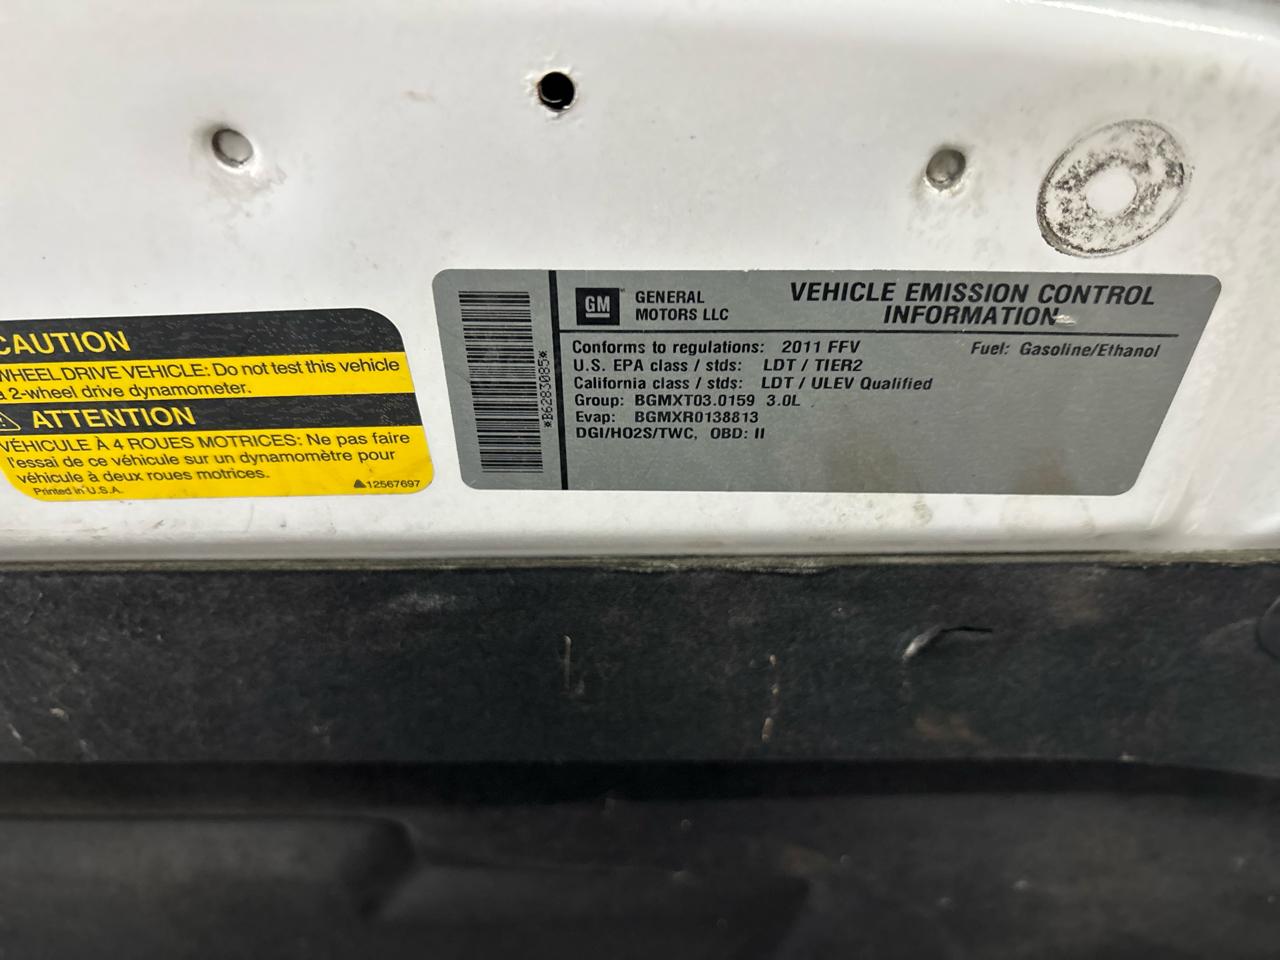 CAUTION
WHEEL DRIVE VEHICLE: Do not test this vehicle
a 2-wheel drive dynamometer.
ATTENTION
VÉHICULE À 4 ROUES MOTRICES: Ne pas faire
l'essai de ce véhicule sur un dynamomètre pour
véhicule à deux roues motrices.
Printed in U.S.A.
12567697
*B6283085*
GM
GENERAL
MOTORS LLC
VEHICLE EMISSION CONTROL
INFORMATION
Conforms to regulations: 2011 FFV
Fuel: Gasoline/Ethanol
U.S. EPA class / stds: LDT / TIER2
California class / stds: LDT / ULEV Qualified
Group: BGMXT03.0159 3.0L
Evap: BGMXR0138813
DGI/HO2S/TWC, OBD: II